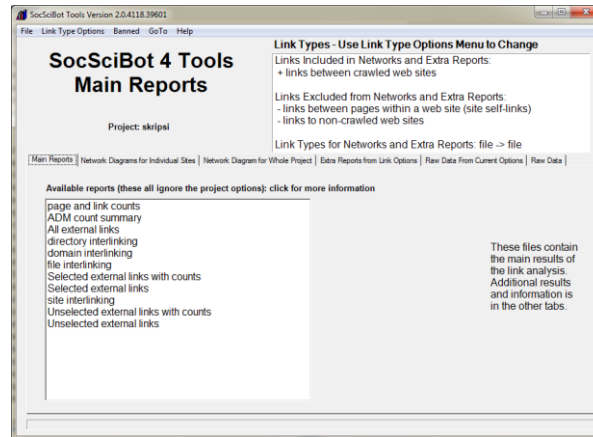 SocSciBot Tools Version 2.0.4118.39601
File Link Type Options Banned GoTo Help
SocSciBot 4 Tools
Main Reports
Project: skripsi
Link Types - Use Link Type Options Menu to Change
Links Included in Networks and Extra Reports:
+ links between crawled web sites
Links Excluded from Networks and Extra Reports:
- links between pages within a web site (site self-links)
- links to non-crawled web sites
Link Types for Networks and Extra Reports: file -> file
Main Reports | Network Diagrams for Individual Sites | Network Diagram for Whole Project | Extra Reports from Link Options | Raw Data From Current Options | Raw Data |
Available reports (these all ignore the project options): click for more information
page and link counts
ADM count summary
All external links
directory interlinking
domain interlinking
file interlinking
Selected external links with counts
Selected external links
site interlinking
Unselected external links with counts
Unselected external links
These files contain
the main results of
the link analysis.
Additional results
and information is
in the other tabs.